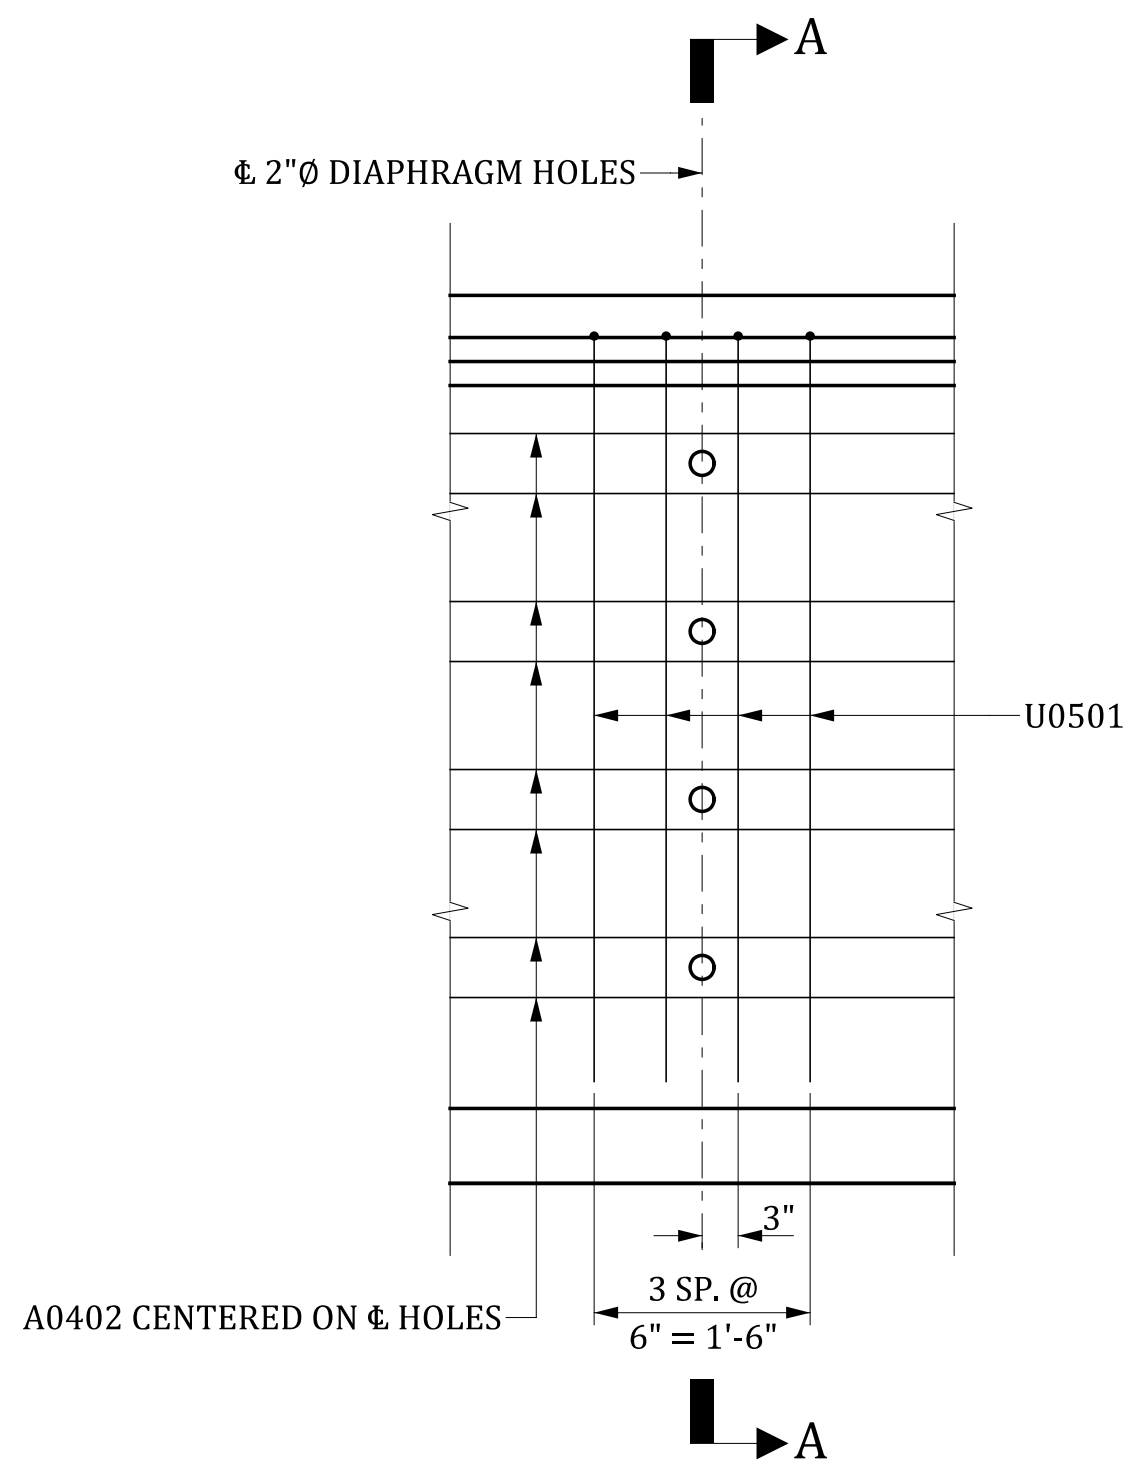 A
℄ 2"Ø DIAPHRAGM HOLES
U0501
3"
3 SP. @
6" = 1'-6"
A0402 CENTERED ON ℄ HOLES
A